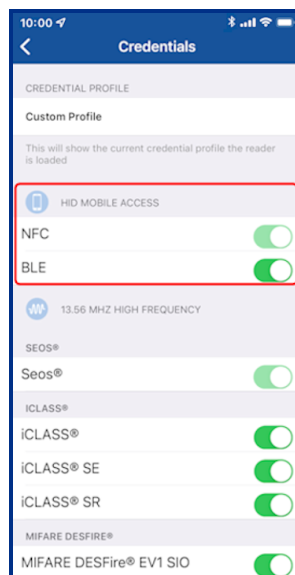 10:00
Credentials
CREDENTIAL PROFILE
Custom Profile
This will show the current credential profile the reader
is loaded
HID MOBILE ACCESS
NFC
BLE
13.56 MHZ HIGH FREQUENCY
SEOS®
Seos®
ICLASS®
iCLASS®
iCLASS® SE
iCLASS® SR
MIFARE DESFIRE®
MIFARE DESFire® EV1 SIO